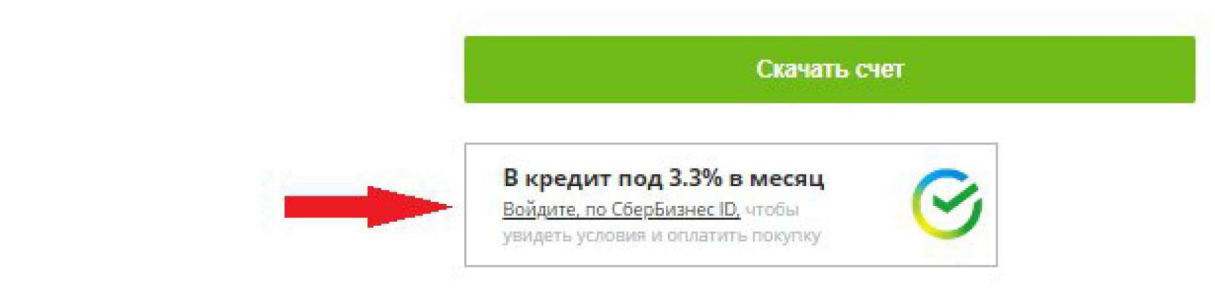 Скачать счет
В кредит под 3.3% в месяц
Войдите, по СберБизнес ID, чтобы
увидеть условия и оплатить покупку